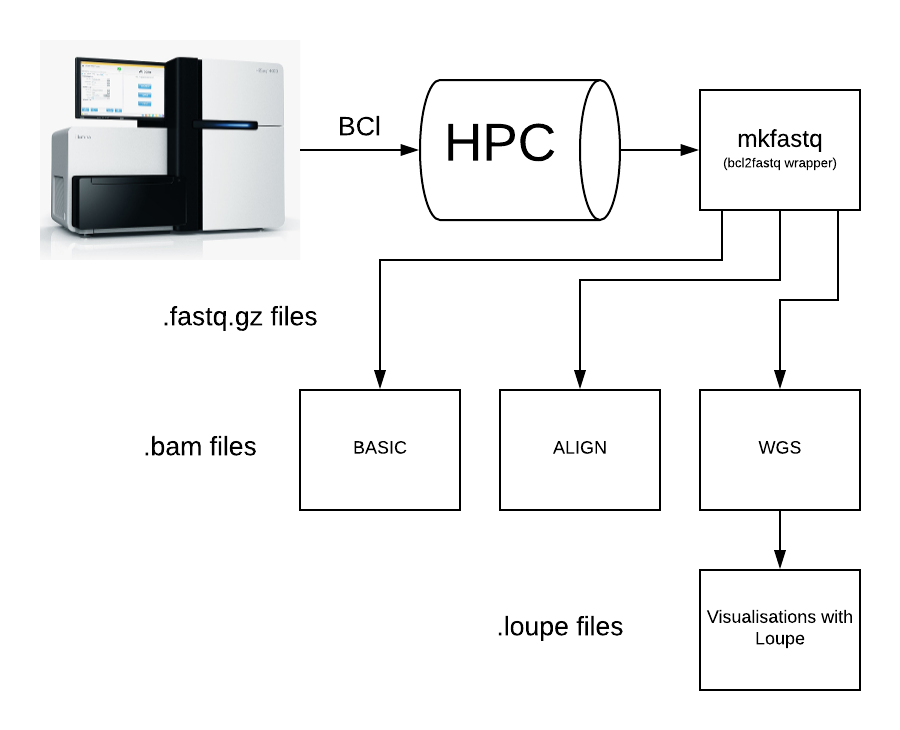 BCl
HPC
mkfastq
(bcl2fastq wrapper)
.fastq.gz files
.bam files
BASIC
ALIGN
WGS
.loupe files
Visualisations with
Loupe